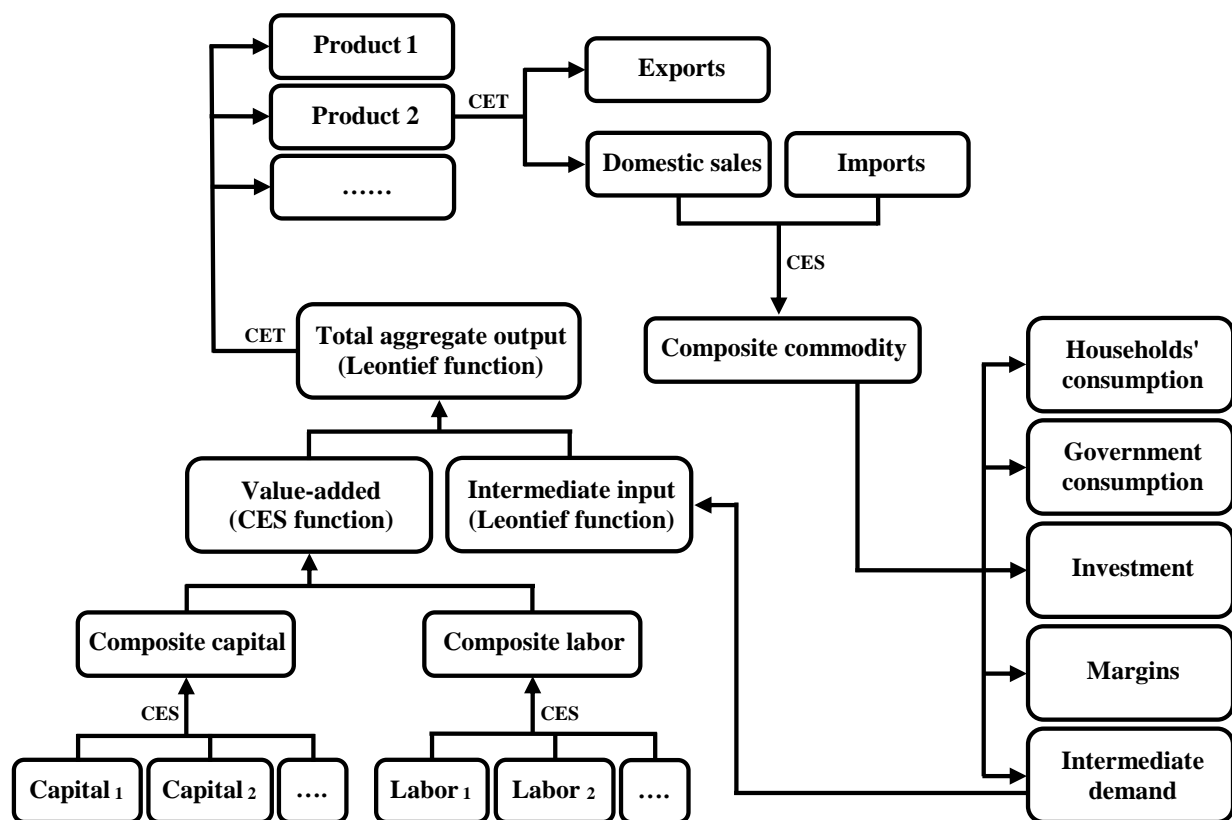 Product 1
Exports
CET
Product 2
Domestic sales
Imports
......
CES
CET
Total aggregate output
(Leontief function)
Composite commodity
Households'
consumption
Government
consumption
Value-added
(CES function)
Intermediate input
(Leontief function)
Investment
Composite capital
Composite labor
Margins
CES
CES
Capital 1
Capital 2
....
Labor 1
Labor 2
....
Intermediate
demand